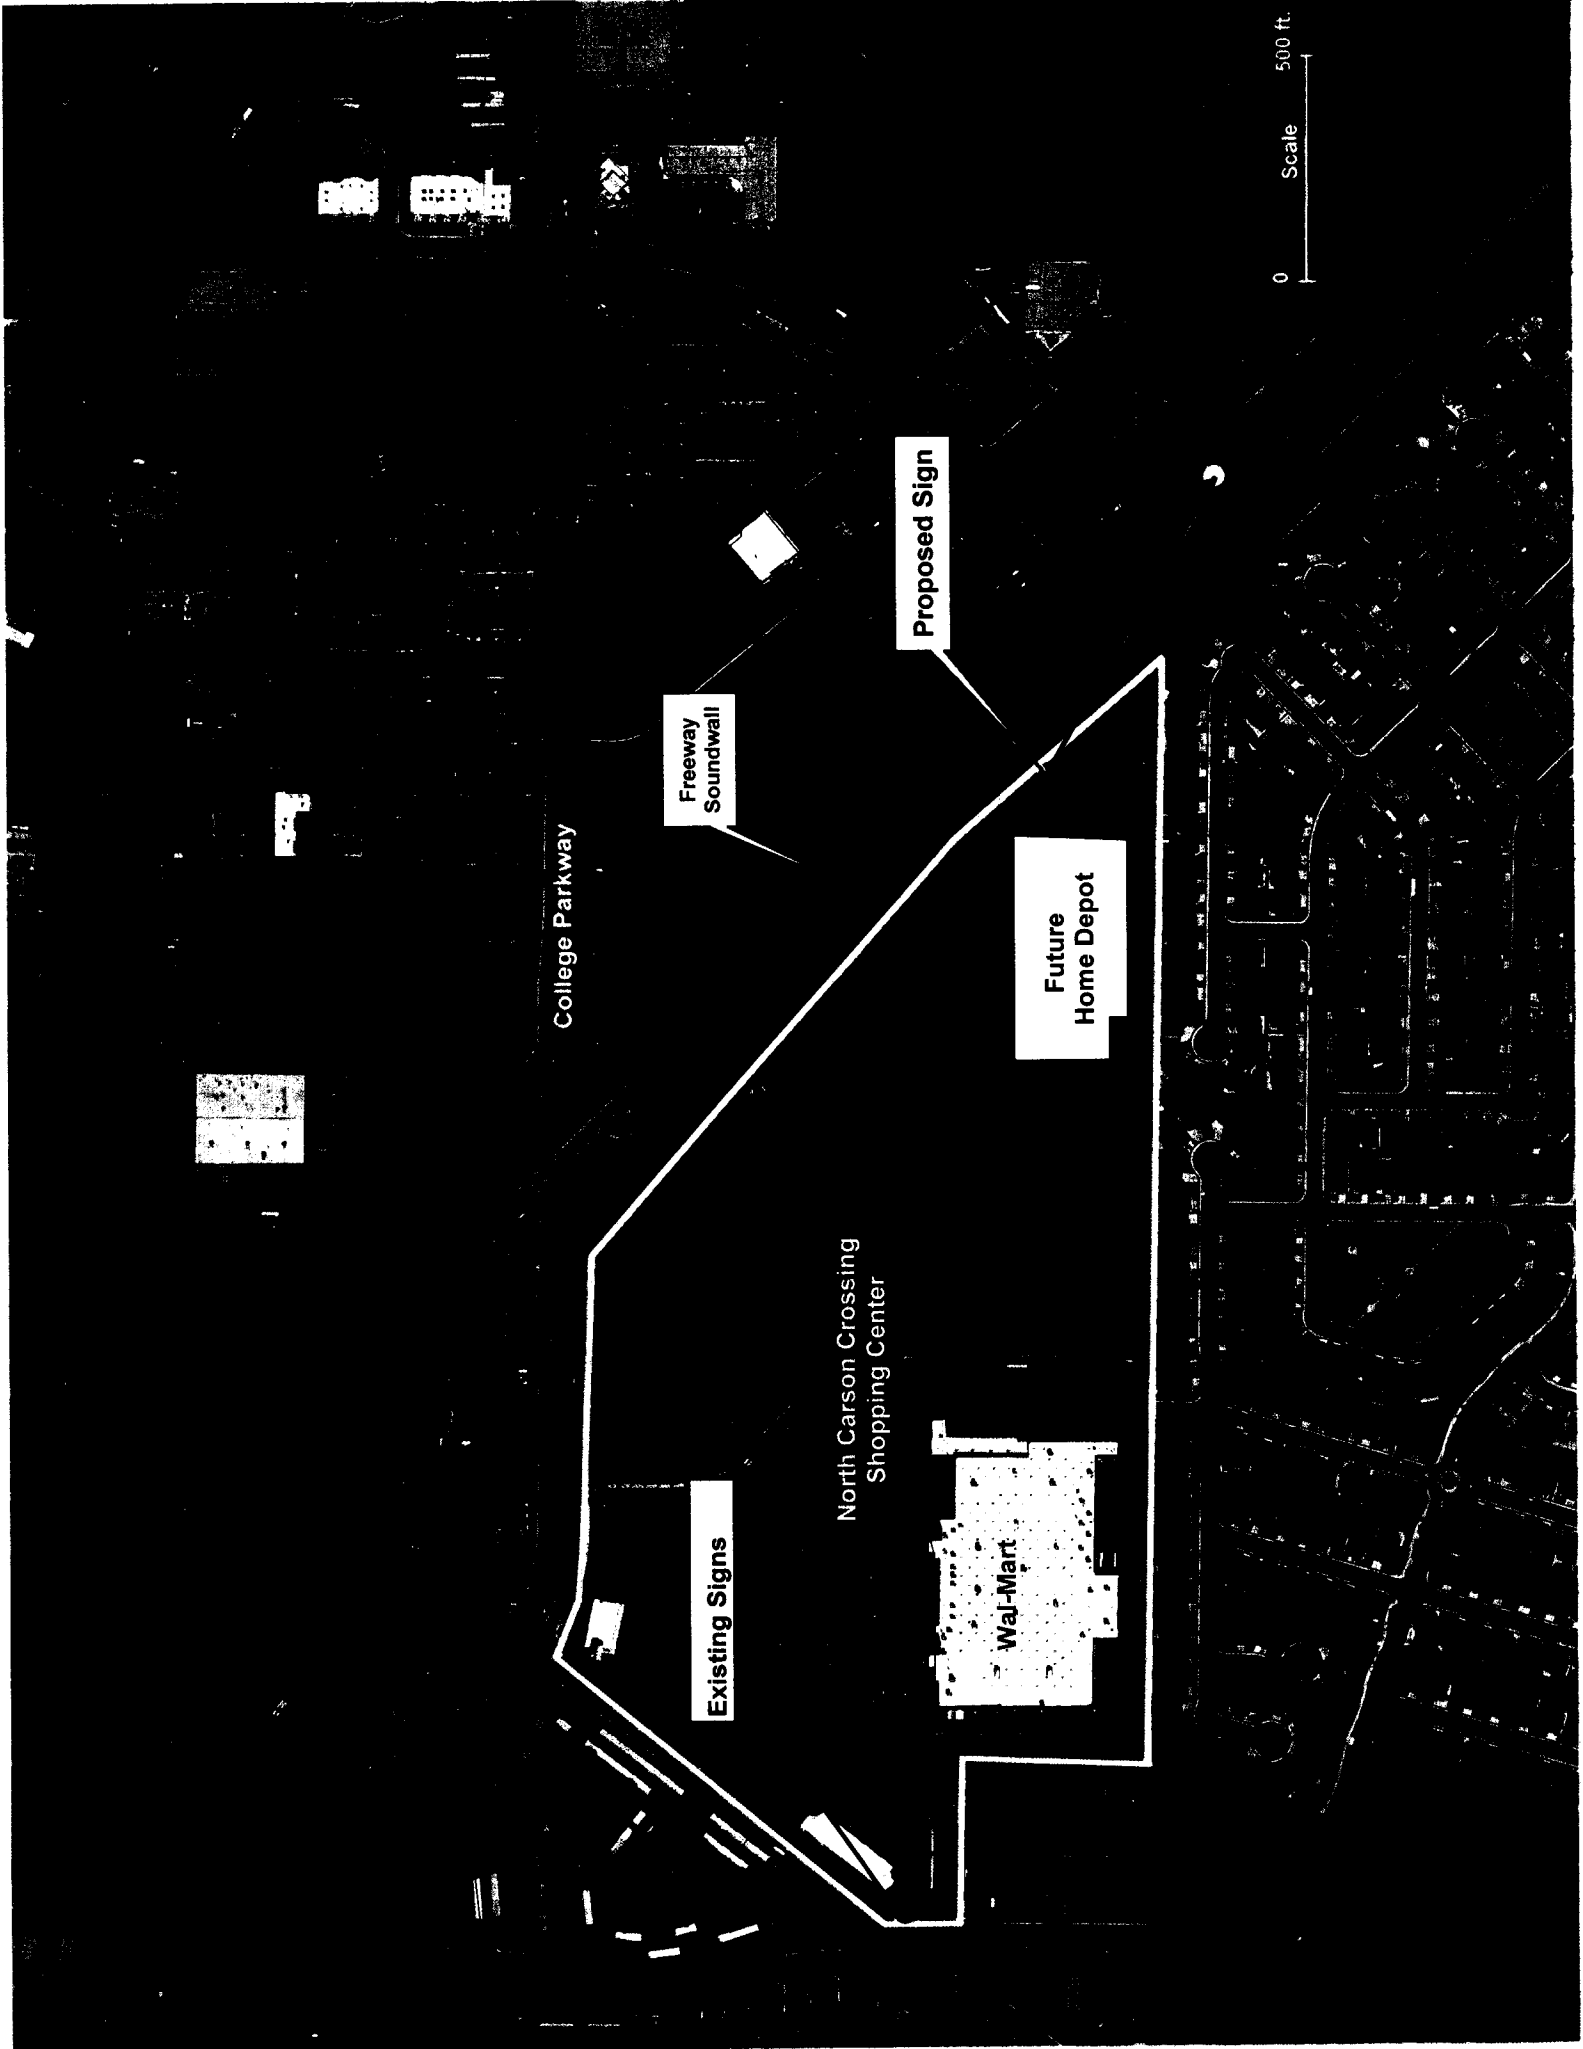 College Parkway
Freeway
Soundwall
Proposed Sign
Existing Signs
North Carson Crossing
Shopping Center
Future
Home Depot
Wal-Mart
0 Scale 500 ft.